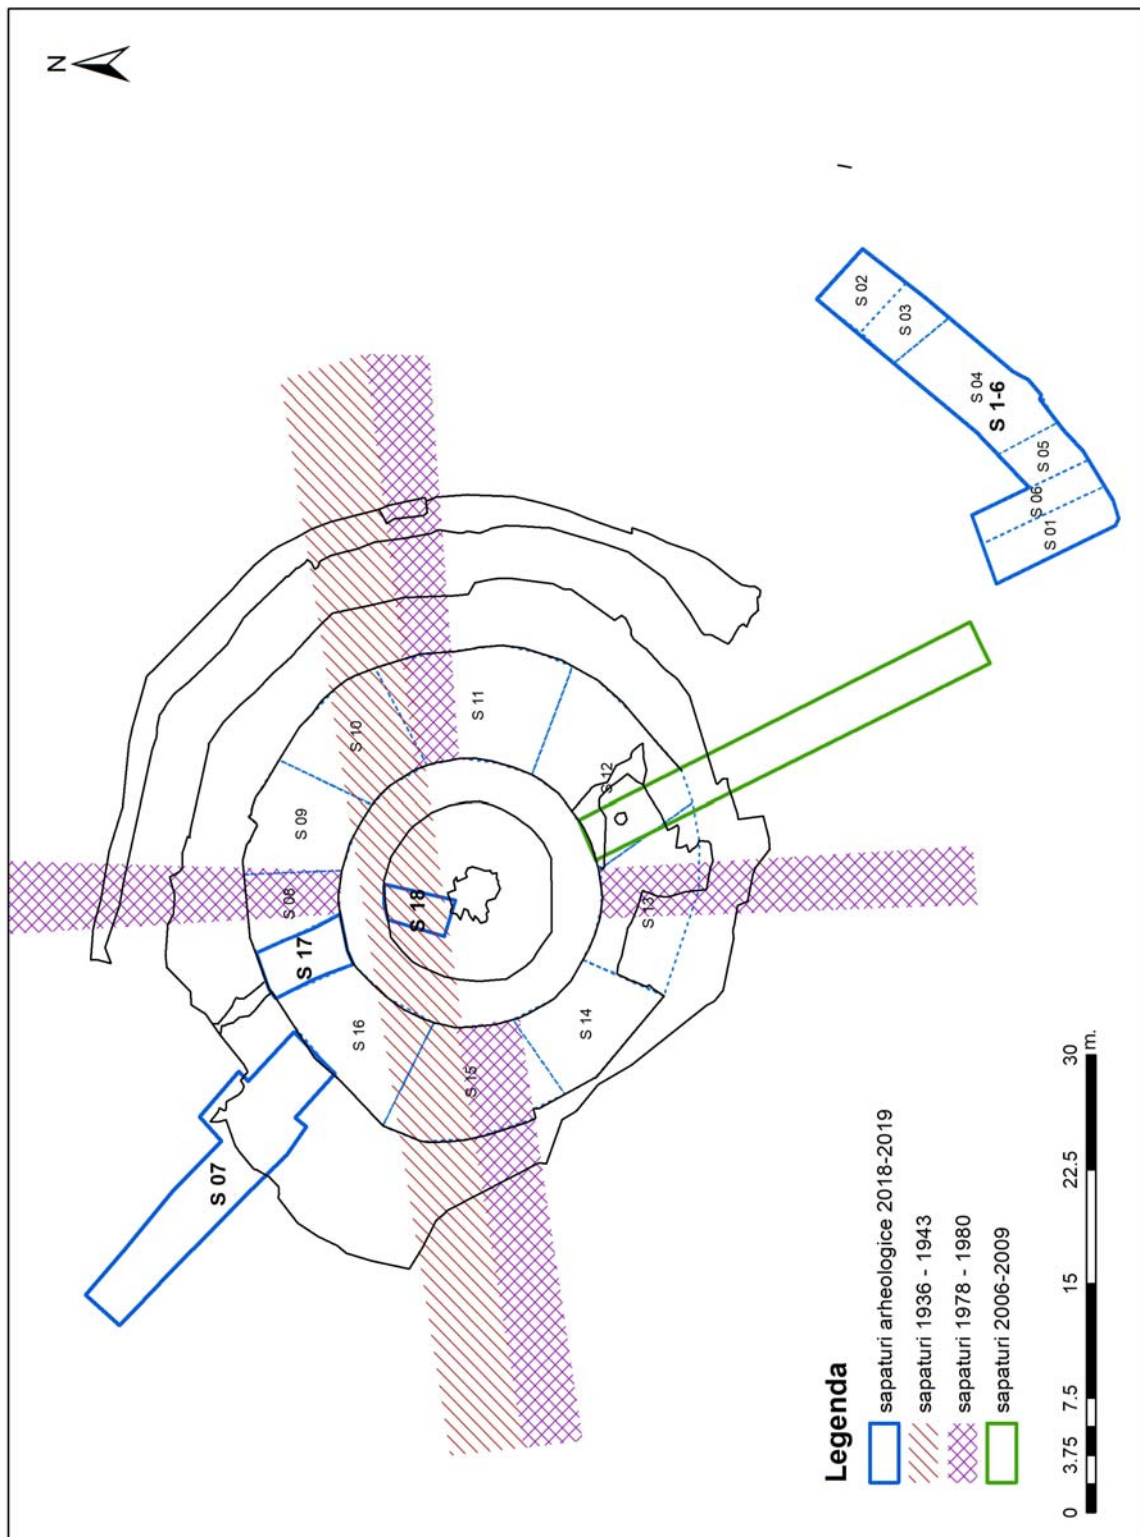 N
S 02
S 03
S 04
S 1-6
S 05
S 06
S 01
S 11
S 10
S 12
S 09
S 08
S 18
S 13
S 17
S 16
S 14
S 15
S 07
Legenda
sapaturi arheologice 2018-2019
sapaturi 1936 - 1943
sapaturi 1978 - 1980
sapaturi 2006-2009
0 3.75 7.5 15 22.5 30
m.